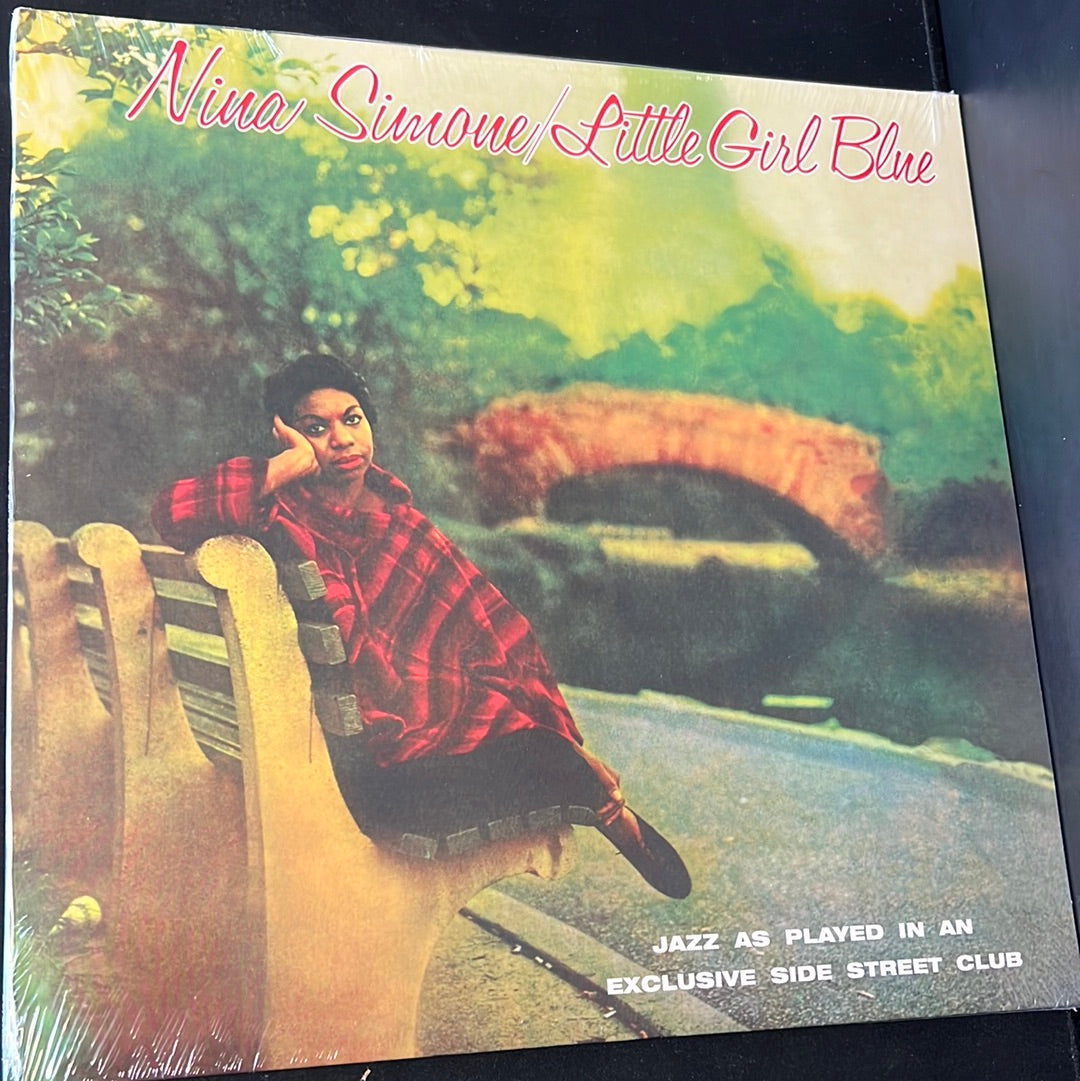 Nina Simone/Little Girl Blue
JAZZ AS PLAYED IN AN
EXCLUSIVE SIDE STREET CLUB